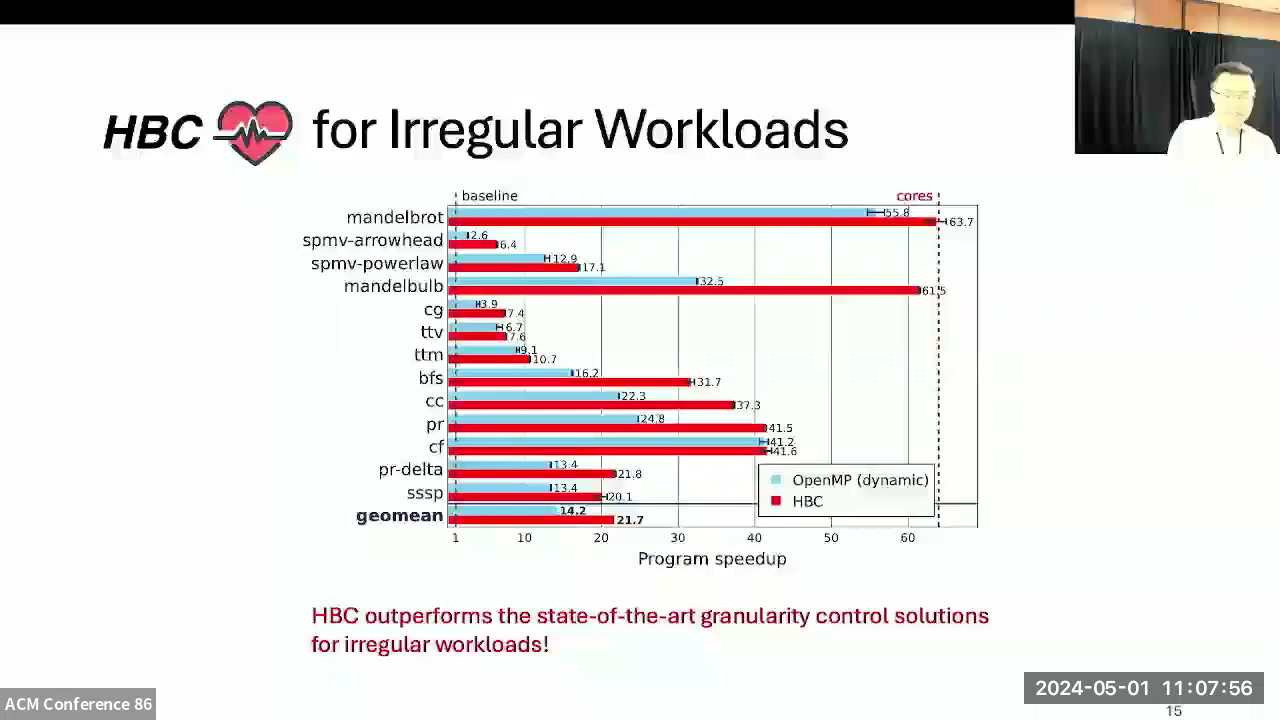 HBC for Irregular Workloads
baseline
cores
mandelbrot
55.8
63.7
spmv-arrowhead
2.6
6.4
spmv-powerlaw
12.9
17.1
mandelbulb
32.5
61.5
cg
3.9
7.4
ttv
6.7
7.6
ttm
9.1
10.7
bfs
16.2
31.7
cc
22.3
37.3
pr
24.8
41.5
cf
41.2
41.6
pr-delta
13.4
21.8
sssp
13.4
20.1
geomean
14.2
21.7
OpenMP (dynamic)
HBC
1 10 20 30 40 50 60
Program speedup
HBC outperforms the state-of-the-art granularity control solutions
for irregular workloads!
ACM Conference 86
2024-05-01 11:07:56
15